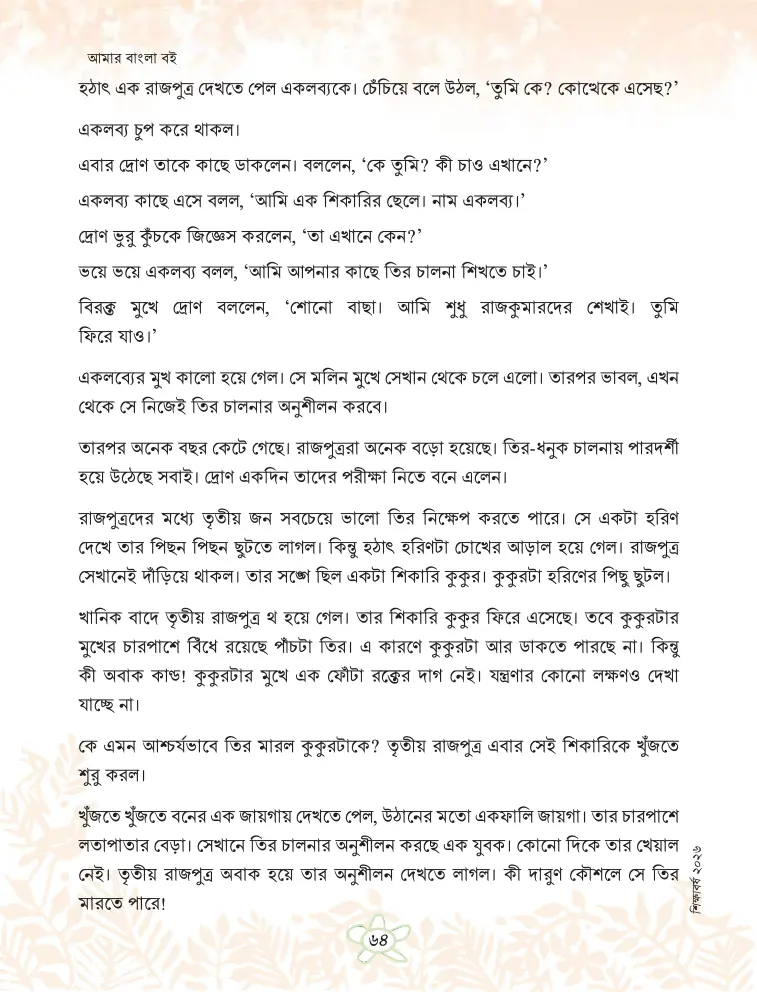 আমার বাংলা বই
হঠাৎ এক রাজপুত্র দেখতে পেল একলব্যকে। চেঁচিয়ে বলে উঠল, ‘তুমি কে? কোত্থেকে এসেছ?’
একলব্য চুপ করে থাকল।
এবার দ্রোণ তাকে কাছে ডাকলেন। বললেন, ‘কে তুমি? কী চাও এখানে?’
একলব্য কাছে এসে বলল, ‘আমি এক শিকারির ছেলে। নাম একলব্য।’
দ্রোণ ভুরু কুঁচকে জিজ্ঞেস করলেন, ‘তা এখানে কেন?’
ভয়ে ভয়ে একলব্য বলল, ‘আমি আপনার কাছে তির চালনা শিখতে চাই।’
বিরক্ত মুখে দ্রোণ বললেন, ‘শোনো বাছা। আমি শুধু রাজকুমারদের শেখাই। তুমি
ফিরে যাও।’
একলব্যের মুখ কালো হয়ে গেল। সে মলিন মুখে সেখান থেকে চলে এলো। তারপর ভাবল, এখন
থেকে সে নিজেই তির চালনার অনুশীলন করবে।
তারপর অনেক বছর কেটে গেছে। রাজপুত্ররা অনেক বড়ো হয়েছে। তির-ধনুক চালনায় পারদর্শী
হয়ে উঠেছে সবাই। দ্রোণ একদিন তাদের পরীক্ষা নিতে বনে এলেন।
রাজপুত্রদের মধ্যে তৃতীয় জন সবচেয়ে ভালো তির নিক্ষেপ করতে পারে। সে একটা হরিণ
দেখে তার পিছন পিছন ছুটতে লাগল। কিন্তু হঠাৎ হরিণটা চোখের আড়াল হয়ে গেল। রাজপুত্র
সেখানেই দাঁড়িয়ে থাকল। তার সঙ্গে ছিল একটা শিকারি কুকুর। কুকুরটা হরিণের পিছু ছুটল।
খানিক বাদে তৃতীয় রাজপুত্র থ হয়ে গেল। তার শিকারি কুকুর ফিরে এসেছে। তবে কুকুরটার
মুখের চারপাশে বিঁধে রয়েছে পাঁচটা তির। এ কারণে কুকুরটা আর ডাকতে পারছে না। কিন্তু
কী অবাক কাণ্ড! কুকুরটার মুখে এক ফোঁটা রক্তের দাগ নেই। যন্ত্রণার কোনো লক্ষণও দেখা
যাচ্ছে না।
কে এমন আশ্চর্যভাবে তির মারল কুকুরটাকে? তৃতীয় রাজপুত্র এবার সেই শিকারিকে খুঁজতে
শুরু করল।
খুঁজতে খুঁজতে বনের এক জায়গায় দেখতে পেল, উঠানের মতো একফালি জায়গা। তার চারপাশে
লতাপাতার বেড়া। সেখানে তির চালনার অনুশীলন করছে এক যুবক। কোনো দিকে তার খেয়াল
নেই। তৃতীয় রাজপুত্র অবাক হয়ে তার অনুশীলন দেখতে লাগল। কী দারুণ কৌশলে সে তির
মারতে পারে!
শিক্ষাবর্ষ ২০২৬
৬৪